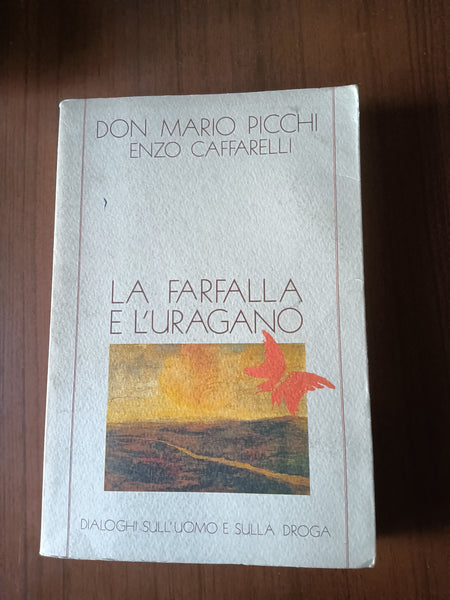 DON MARIO PICCHI
ENZO CAFFARELLI
LA FARFALLA
E L'URAGANO
DIALOGHI SULL'UOMO E SULLA DROGA